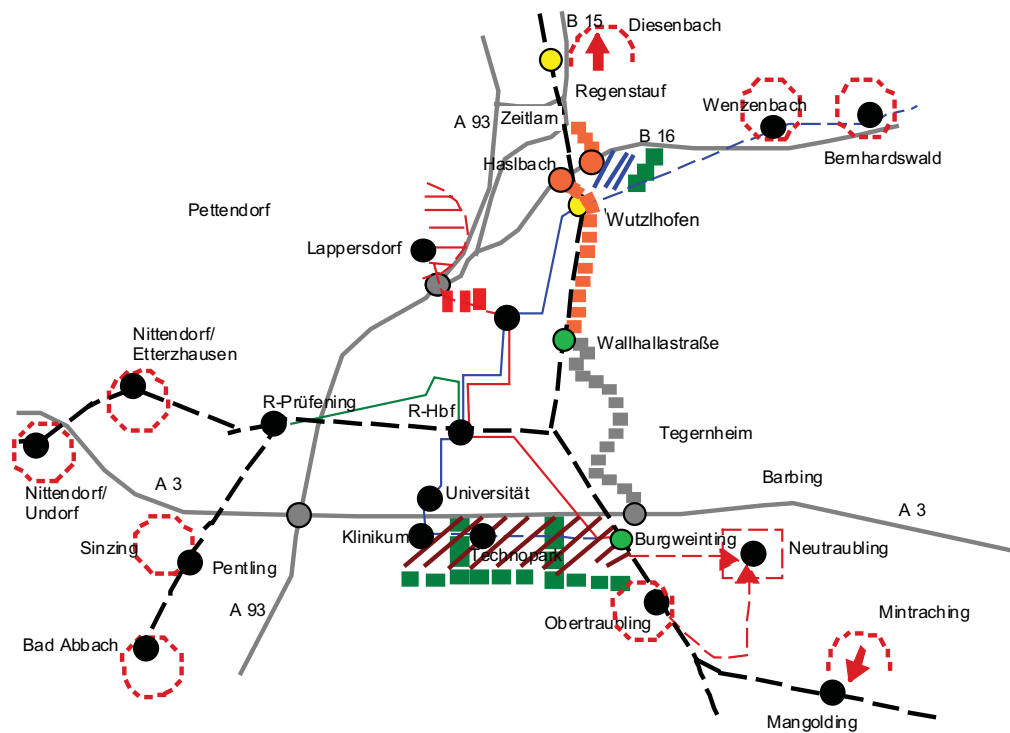 B 15
Diesenbach
Regenstauf
A 93
Zeitlarn
Wenzenbach
B 16
Haslbach
Bernhardswald
Pettendorf
Wutzlhofen
Lappersdorf
Nittendorf/
Etterzhausen
Wallhallastraße
R-Prüfening
R-Hbf
Tegernheim
Barbing
A 3
Nittendorf/
Undorf
Universität
A 3
Klinikum
Technopark
Burgweinting
Neutraubling
Sinzing
Pentling
A 93
Obertraubling
Mintraching
Bad Abbach
Mangolding